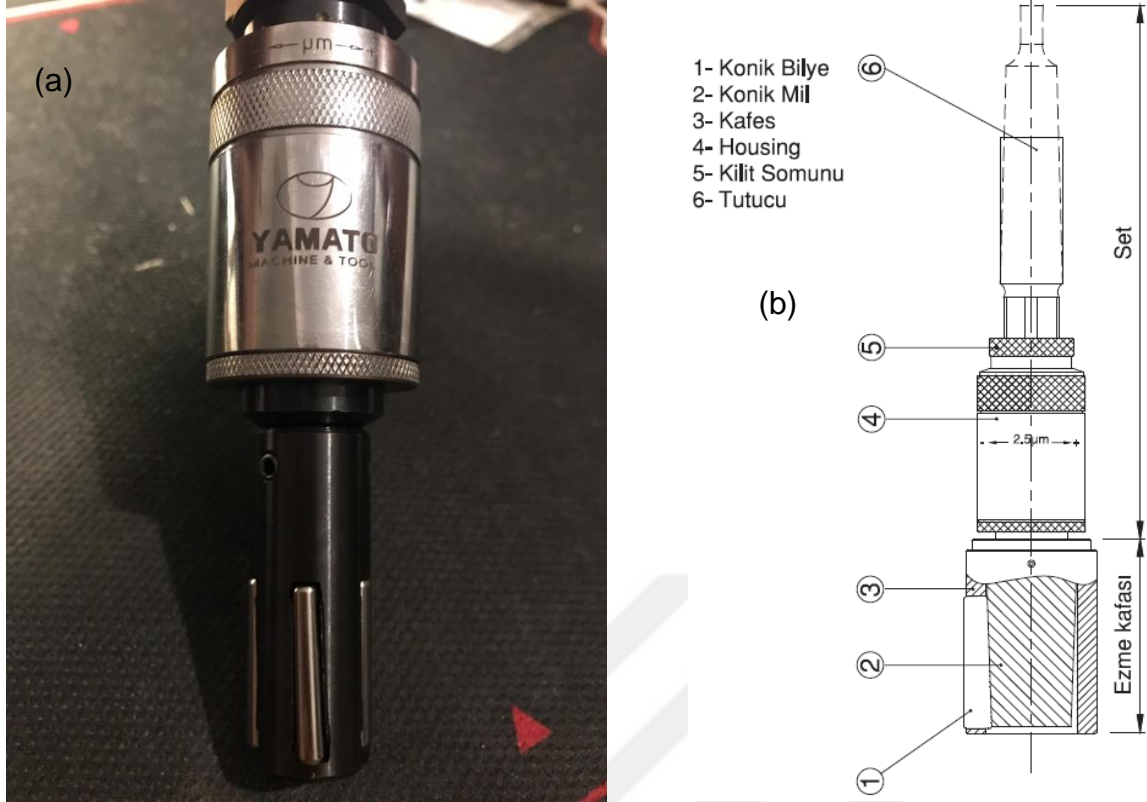 (a)
- µm +
YAMATO
MACHINE & TOOL
1- Konik Bilye
2- Konik Mil
3- Kafes
4- Housing
5- Kilit Somunu
6- Tutucu
(b)
6
5
4
- 2.5µm +
3
2
1
Set
Ezme kafası